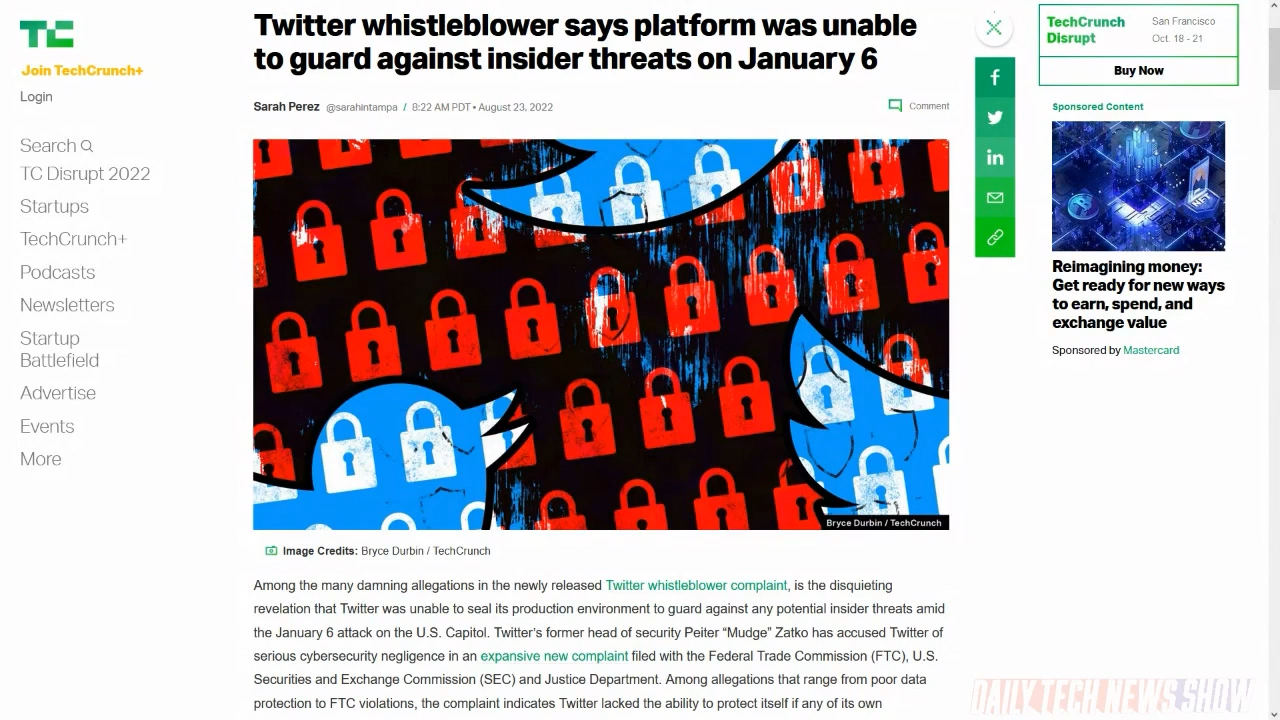 TC
Join TechCrunch+
Login
Search
TC Disrupt 2022
Startups
TechCrunch+
Podcasts
Newsletters
Startup
Battlefield
Advertise
Events
More
Twitter whistleblower says platform was unable
to guard against insider threats on January 6
Sarah Perez @sarahintampa / 8:22 AM PDT • August 23, 2022
Comment
Bryce Durbin / TechCrunch
Image Credits: Bryce Durbin / TechCrunch
Among the many damning allegations in the newly released Twitter whistleblower complaint, is the disquieting
revelation that Twitter was unable to seal its production environment to guard against any potential insider threats amid
the January 6 attack on the U.S. Capitol. Twitter's former head of security Peiter “Mudge” Zatko has accused Twitter of
serious cybersecurity negligence in an expansive new complaint filed with the Federal Trade Commission (FTC), U.S.
Securities and Exchange Commission (SEC) and Justice Department. Among allegations that range from poor data
protection to FTC violations, the complaint indicates Twitter lacked the ability to protect itself if any of its own
TechCrunch
Disrupt
San Francisco
Oct. 18 - 21
Buy Now
Sponsored Content
Reimagining money:
Get ready for new ways
to earn, spend, and
exchange value
Sponsored by Mastercard
DAILY TECH NEWS SHOW